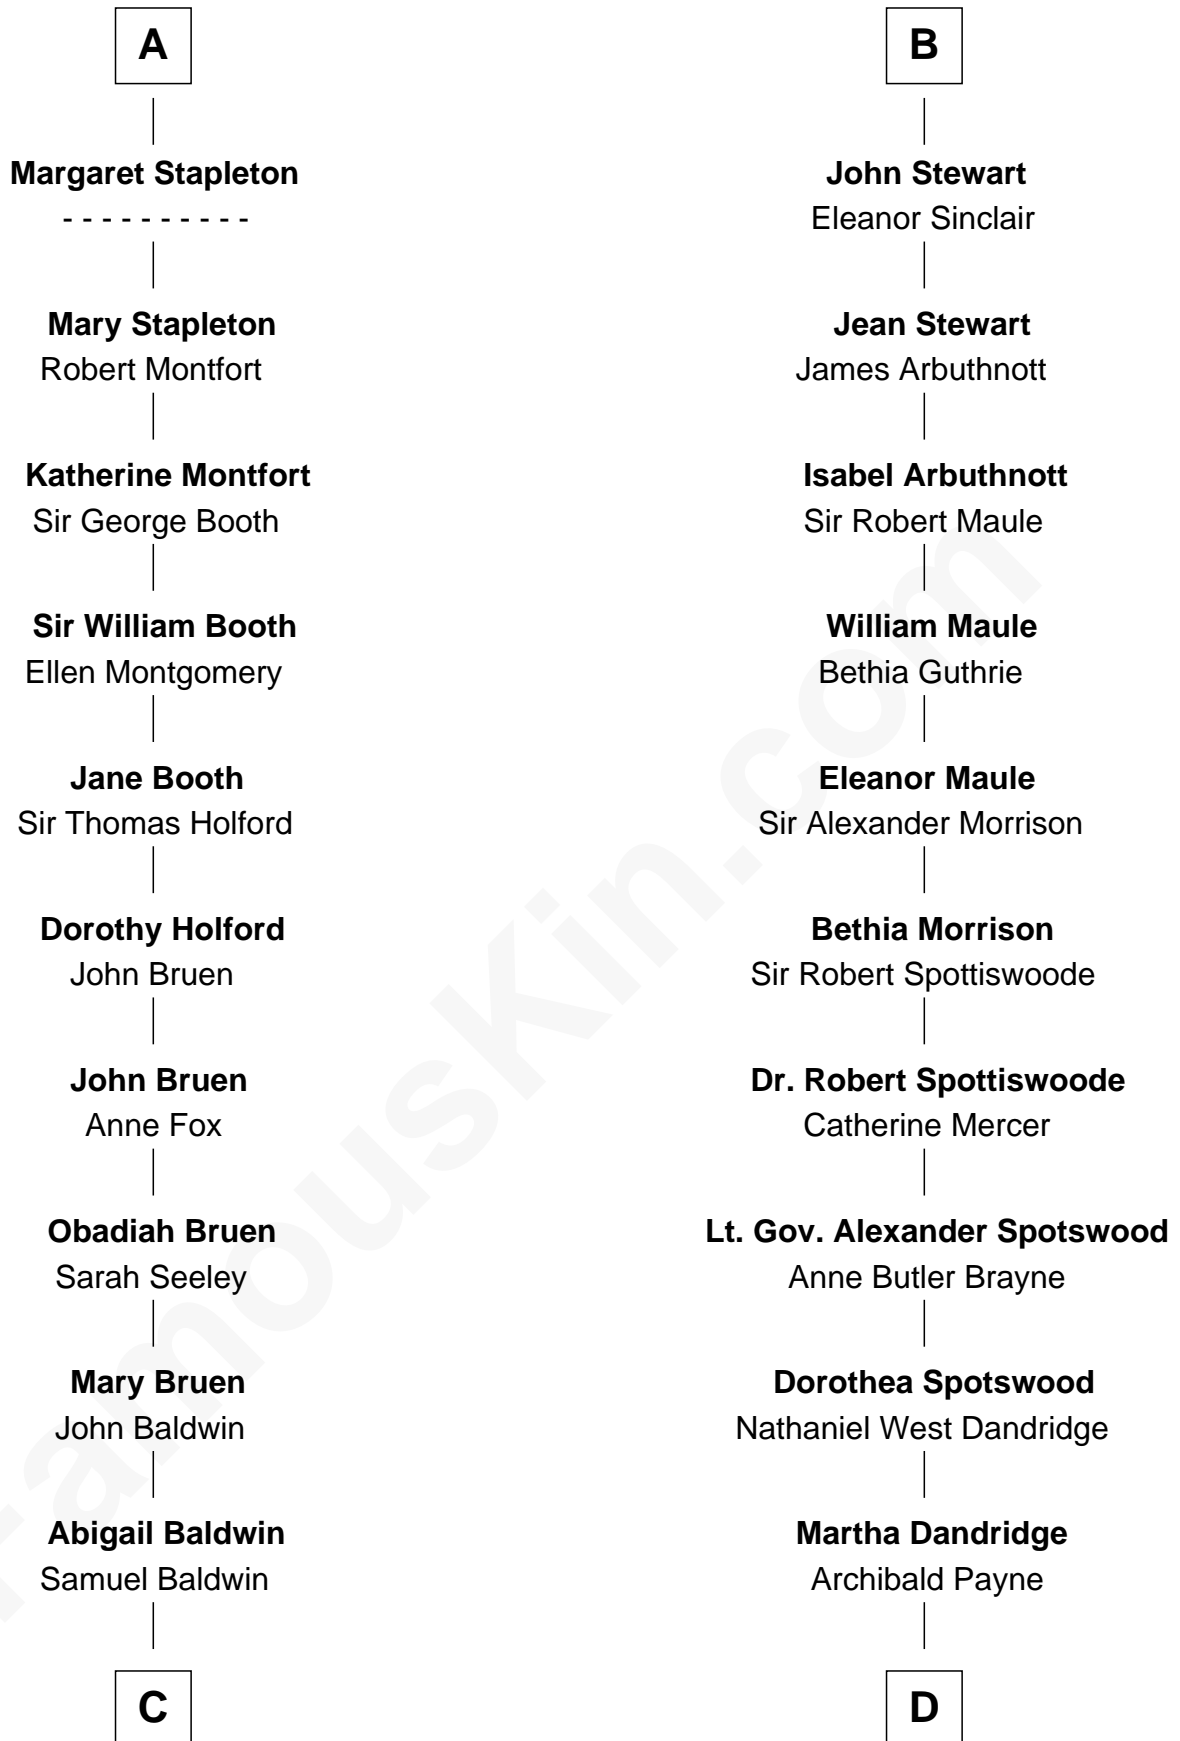 A
Margaret Stapleton
- - - - - - - - - -
Mary Stapleton
Robert Montfort
Katherine Montfort
Sir George Booth
Sir William Booth
Ellen Montgomery
Jane Booth
Sir Thomas Holford
Dorothy Holford
John Bruen
John Bruen
Anne Fox
Obadiah Bruen
Sarah Seeley
Mary Bruen
John Baldwin
Abigail Baldwin
Samuel Baldwin
C
B
John Stewart
Eleanor Sinclair
Jean Stewart
James Arbuthnott
Isabel Arbuthnott
Sir Robert Maule
William Maule
Bethia Guthrie
Eleanor Maule
Sir Alexander Morrison
Bethia Morrison
Sir Robert Spottiswoode
Dr. Robert Spottiswoode
Catherine Mercer
Lt. Gov. Alexander Spotswood
Anne Butler Brayne
Dorothea Spotswood
Nathaniel West Dandridge
Martha Dandridge
Archibald Payne
D
FamousKin.com